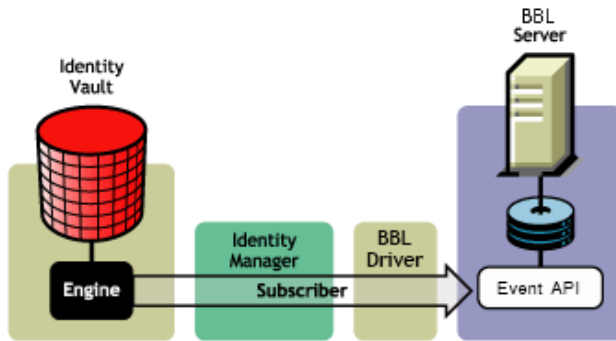 Identity
Vault
BBL
Server
Identity
Manager
BBL
Driver
Engine
Subscriber
Event API